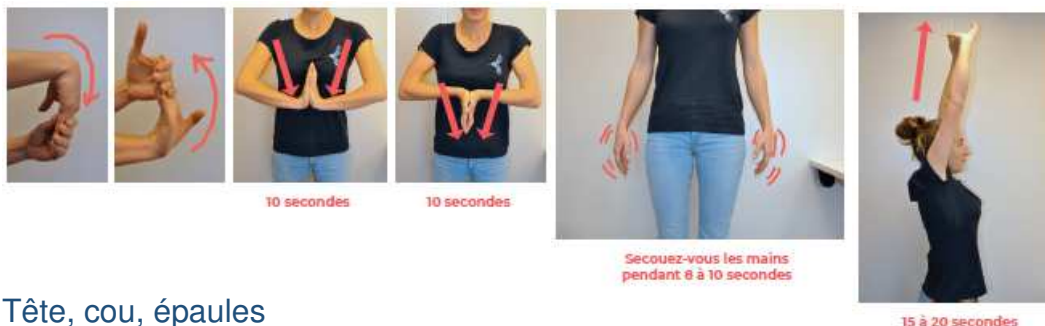 10 secondes
10 secondes
Secouez-vous les mains
pendant 8 à 10 secondes
15 à 20 secondes
Tête, cou, épaules